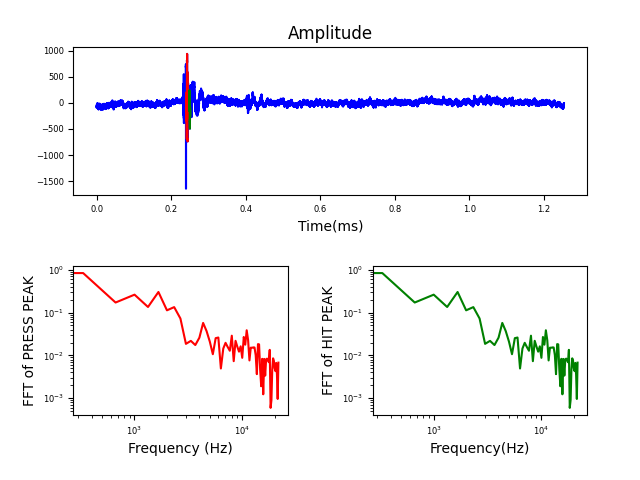 Amplitude
1000
500
0
−500
−1000
−1500
0.0 0.2 0.4 0.6 0.8 1.0 1.2
Time(ms)
FFT of PRESS PEAK
10⁰
10⁻¹
10⁻²
10⁻³
10³ 10⁴
Frequency (Hz)
FFT of HIT PEAK
10⁰
10⁻¹
10⁻²
10⁻³
10³ 10⁴
Frequency(Hz)